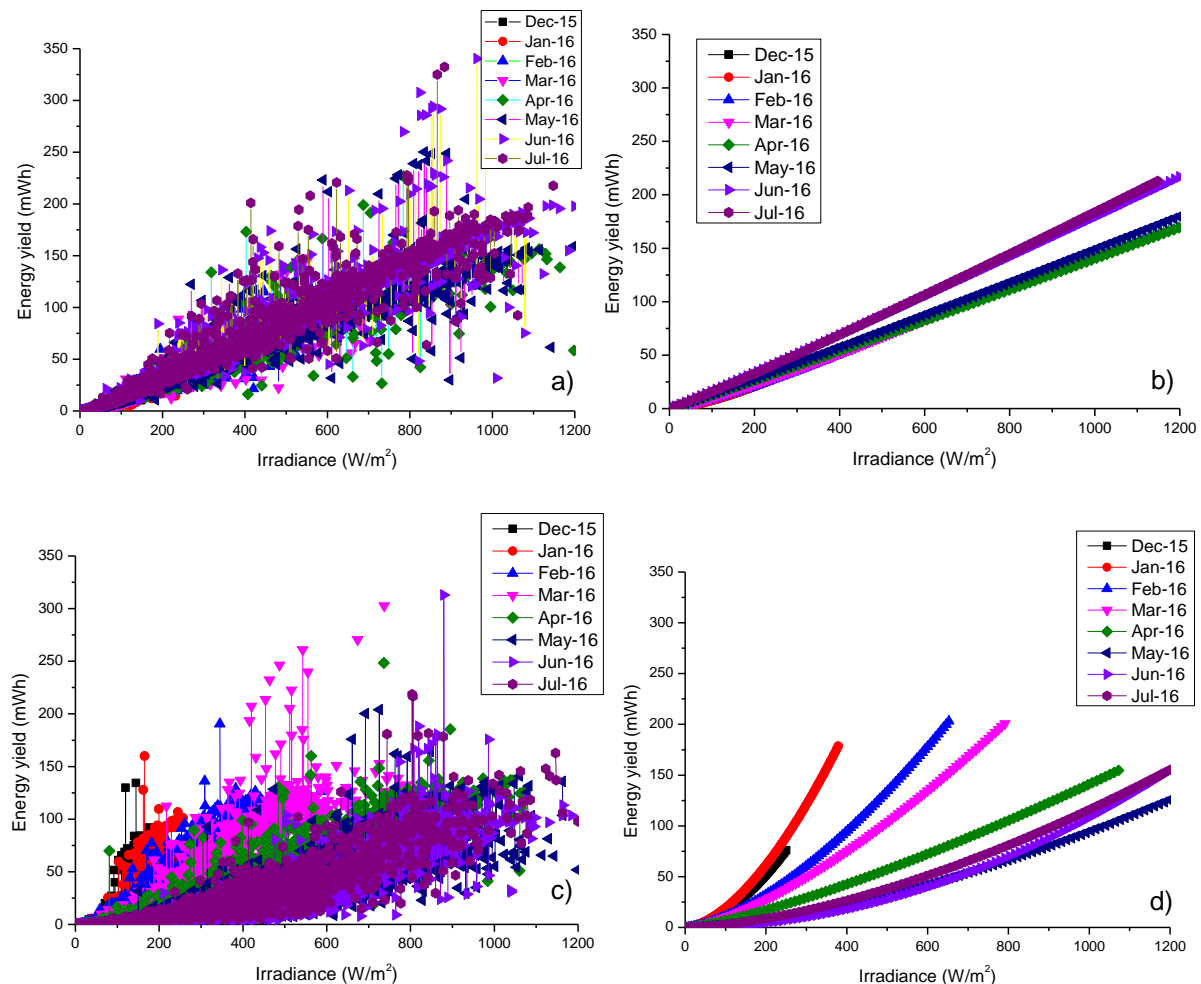 Dec-15
Jan-16
Feb-16
Mar-16
Apr-16
May-16
Jun-16
Jul-16
350
300
250
200
150
100
50
0
Energy yield (mWh)
0 200 400 600 800 1000 1200
Irradiance (W/m²)
a)
Dec-15
Jan-16
Feb-16
Mar-16
Apr-16
May-16
Jun-16
Jul-16
350
300
250
200
150
100
50
0
Energy yield (mWh)
0 200 400 600 800 1000 1200
Irradiance (W/m²)
b)
Dec-15
Jan-16
Feb-16
Mar-16
Apr-16
May-16
Jun-16
Jul-16
350
300
250
200
150
100
50
0
Energy yield (mWh)
0 200 400 600 800 1000 1200
Irradiance (W/m²)
c)
Dec-15
Jan-16
Feb-16
Mar-16
Apr-16
May-16
Jun-16
Jul-16
350
300
250
200
150
100
50
0
Energy yield (mWh)
0 200 400 600 800 1000 1200
Irradiance (W/m²)
d)